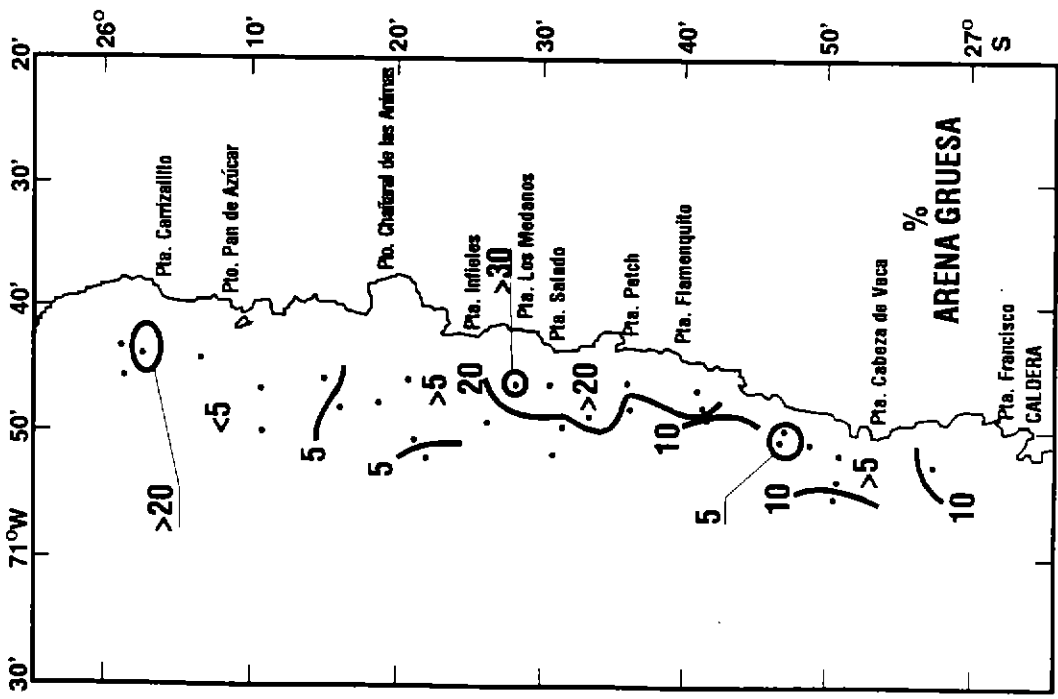 26°
10'
20'
30'
40'
50'
27°
S
20'
30'
40'
50'
71°W
30'
Pta. Carrizalillo
Pto. Pan de Azúcar
Pto. Chañaral de las Animas
Pta. Infieles
>30
Pta. Los Medanos
Pta. Salado
Pta. Patch
Pta. Flamenquito
Pta. Cabeza de Vaca
Pta. Francisco
CALDERA
%
ARENA GRUESA
>20
<5
5
5
>5
20
>20
10
5
10
>5
10